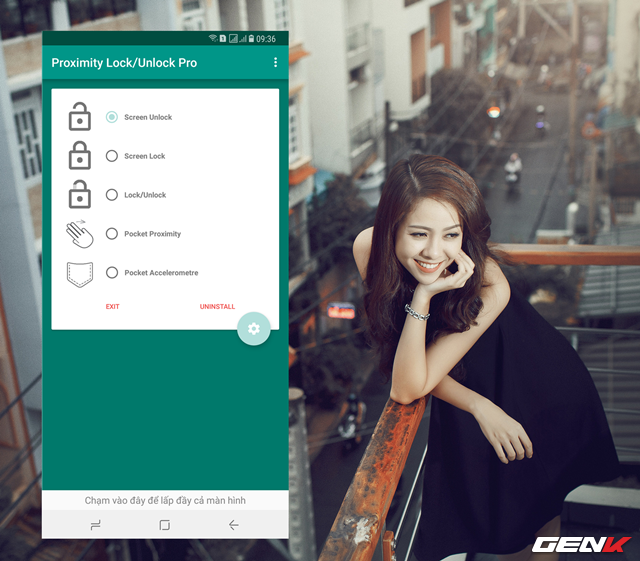 09:36
Proximity Lock/Unlock Pro
Screen Unlock
Screen Lock
Lock/Unlock
Pocket Proximity
Pocket Accelerometre
EXIT
UNINSTALL
Chạm vào đây để lấp đầy cả màn hình
GENK